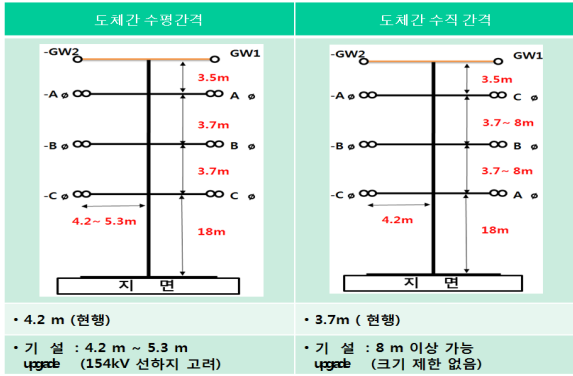 도체간 수평간격
도체간 수직 간격
-GW2 GW1
3.5m
-A ø A ø
3.7m
-B ø B ø
3.7m
-C ø C ø
4.2~ 5.3m
18m
지 면
-GW2 GW1
3.5m
-A ø C ø
3.7~ 8m
-B ø B ø
3.7~ 8m
-C ø A ø
4.2m
18m
지 면
• 4.2 m (현행)
• 3.7m ( 현행)
• 기 설 : 4.2 m ~ 5.3 m
upgrade (154kV 선하지 고려)
• 기 설 : 8 m 이상 가능
upgrade (크기 제한 없음)